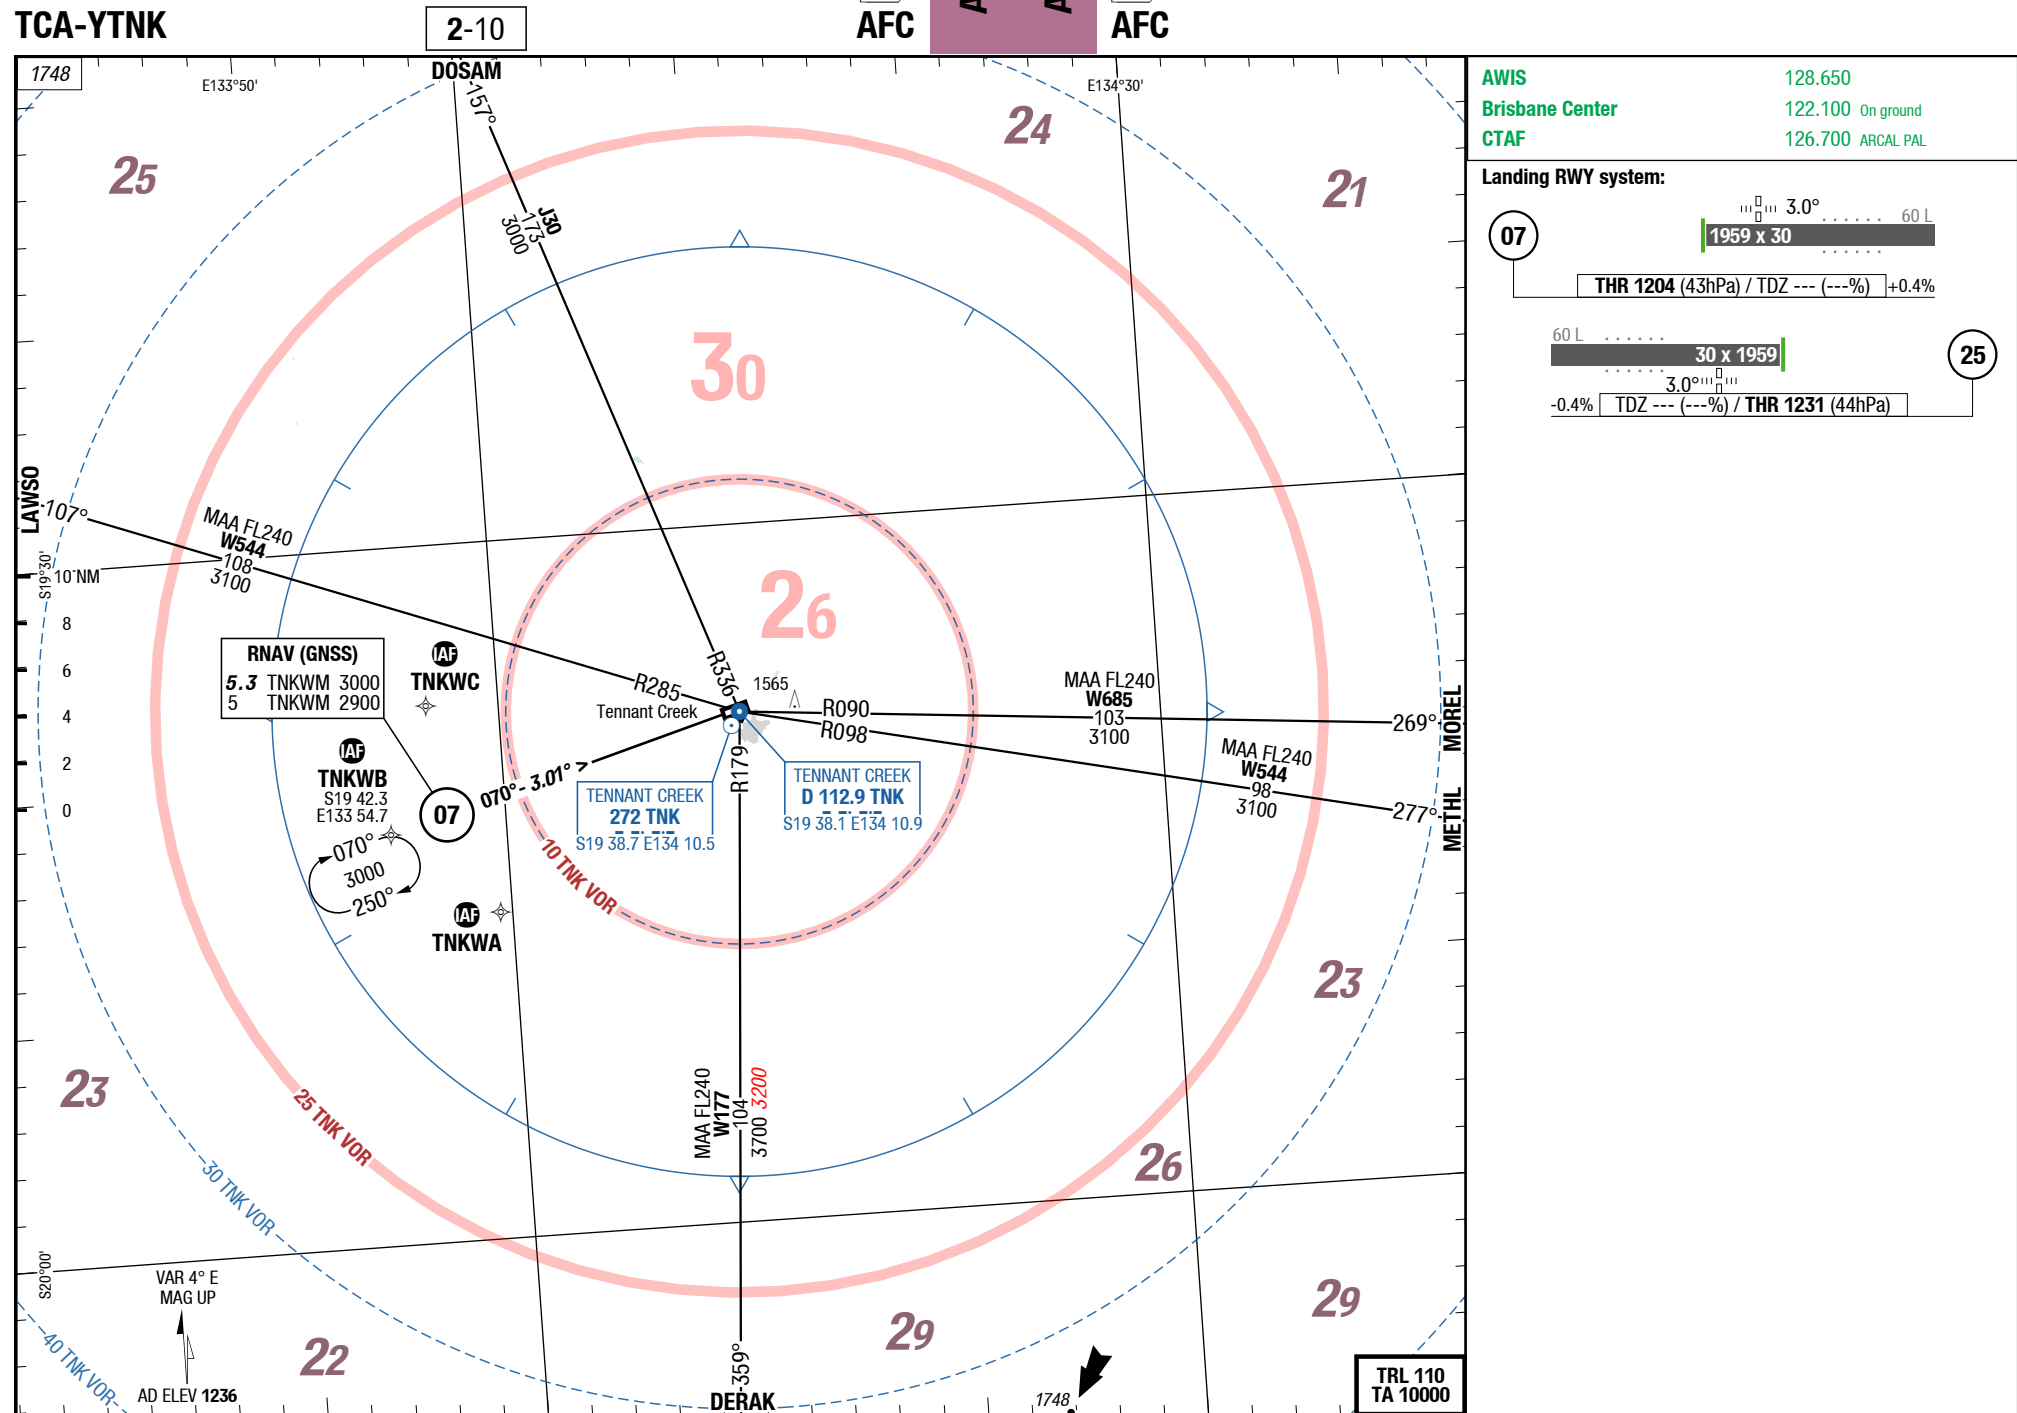 TCA-YTNK
2-10
AFC
AFC
1748
E133°50'
DOSAM
E134°30'
157°
24
25
21
J30
173
3000
30
LAWSO
107°
MAA FL240
W544
108
3100
S19°30'
10 NM
8
6
4
2
0
26
RNAV (GNSS)
5.3 TNKWM 3000
5 TNKWM 2900
IAF
TNKWC
R336
R285
1565
Tennant Creek
R090
R098
MAA FL240
W685
103
3100
269°
MOREL
MAA FL240
W544
98
3100
277°
METHL
IAF
TNKWB
S19 42.3
E133 54.7
070°
3000
250°
07
070°- 3.01° >
R179
TENNANT CREEK
272 TNK
S19 38.7 E134 10.5
TENNANT CREEK
D 112.9 TNK
S19 38.1 E134 10.9
10 TNK VOR
IAF
TNKWA
23
23
25 TNK VOR
30 TNK VOR
MAA FL240
W177
104
3700 3200
26
S20°00'
VAR 4° E
MAG UP
AD ELEV 1236
40 TNK VOR
22
29
29
359°
DERAK
1748
TRL 110
TA 10000
AWIS 128.650
Brisbane Center 122.100 On ground
CTAF 126.700 ARCAL PAL
Landing RWY system:
07
3.0°
60 L
1959 x 30
THR 1204 (43hPa) / TDZ --- (---%) +0.4%
60 L
30 x 1959
25
3.0°
-0.4% TDZ --- (---%) / THR 1231 (44hPa)